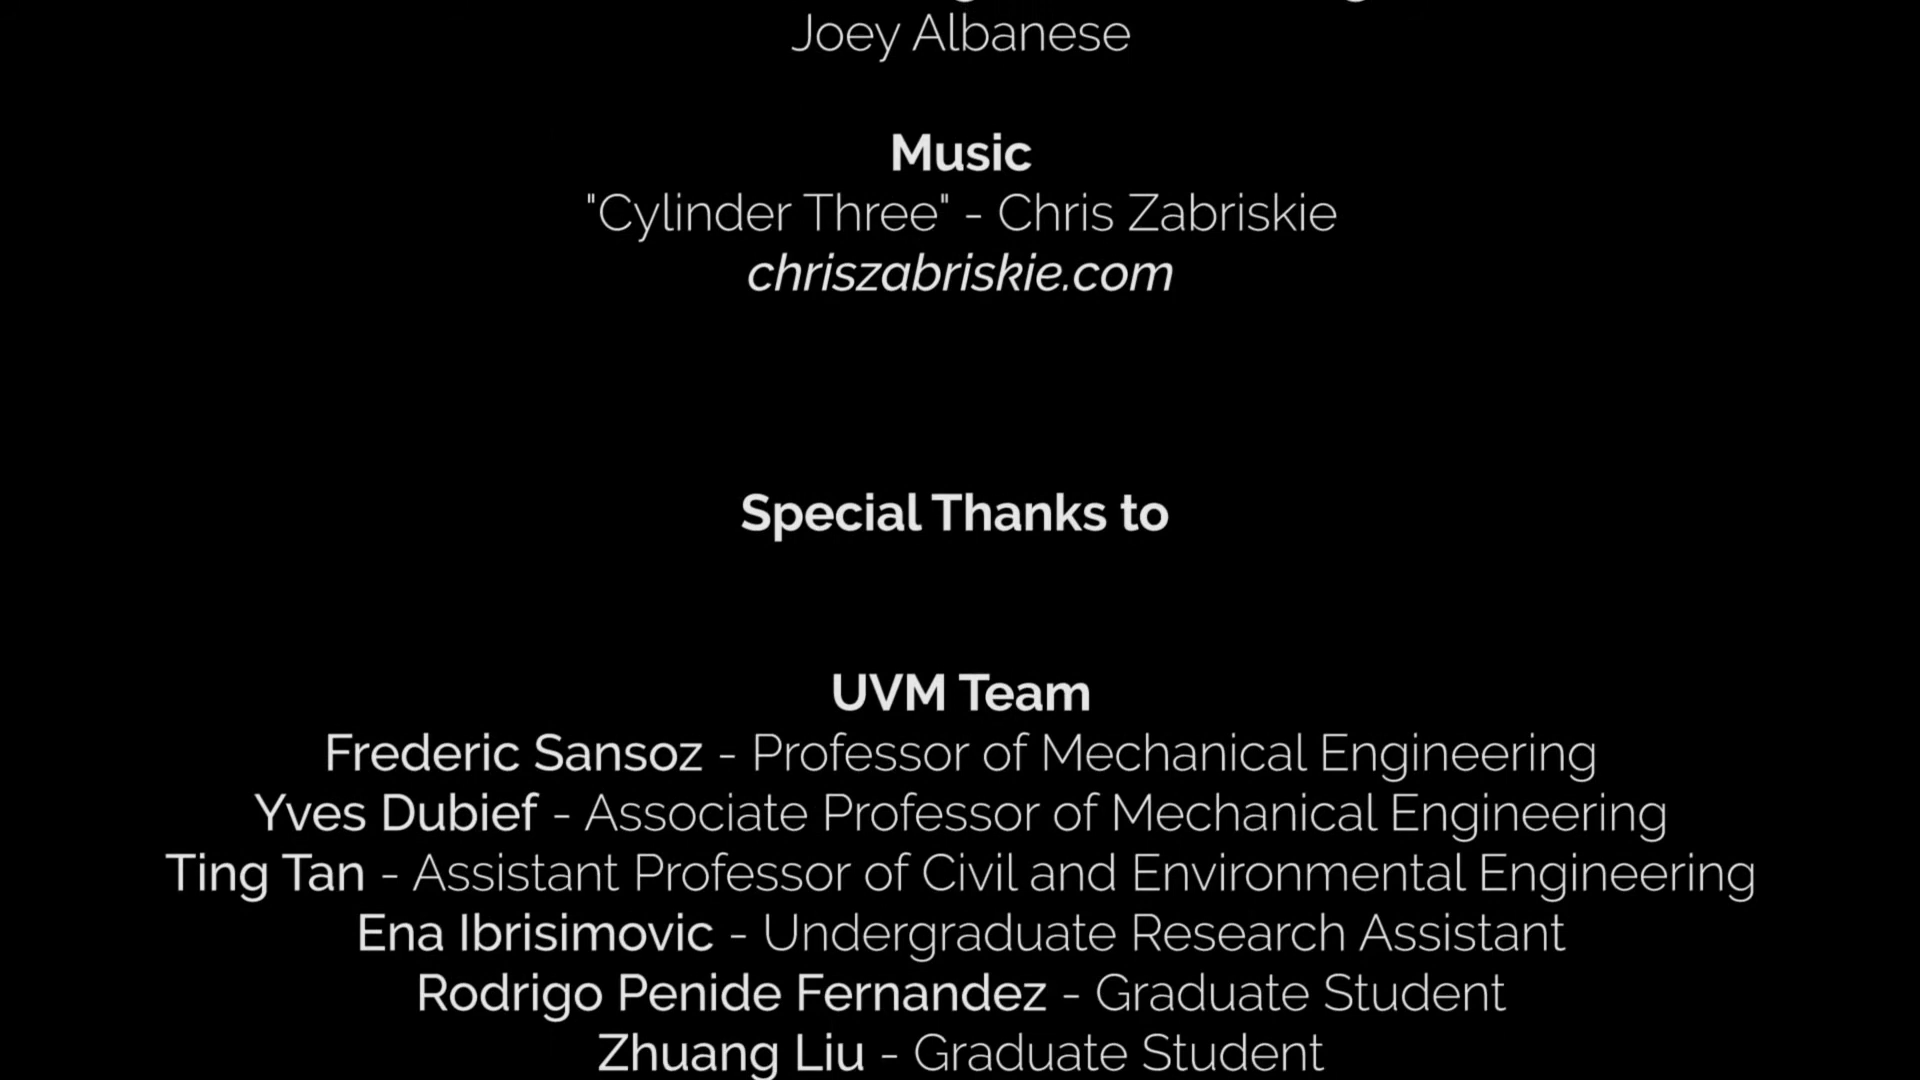 Joey Albanese
Music
"Cylinder Three" - Chris Zabriskie
chriszabriskie.com
Special Thanks to
UVM Team
Frederic Sansoz - Professor of Mechanical Engineering
Yves Dubief - Associate Professor of Mechanical Engineering
Ting Tan - Assistant Professor of Civil and Environmental Engineering
Ena Ibrisimovic - Undergraduate Research Assistant
Rodrigo Penide Fernandez - Graduate Student
Zhuang Liu - Graduate Student